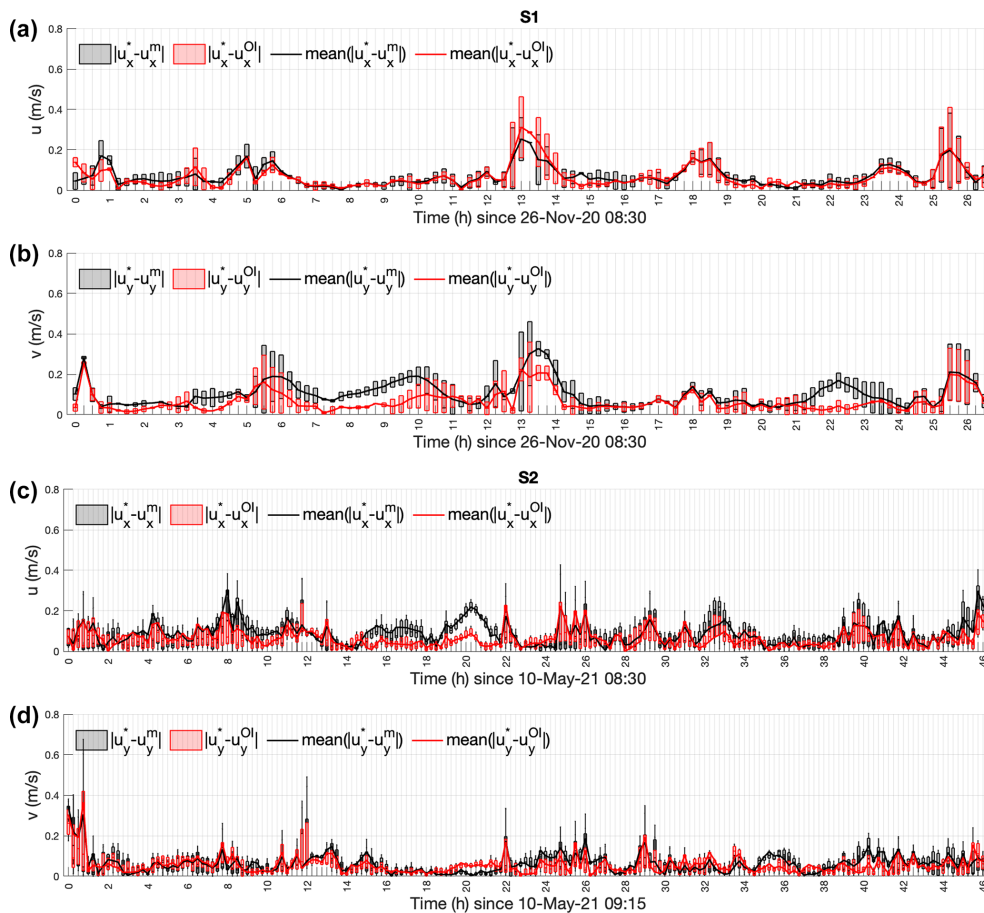 S1
(a)
0.8
0.6
0.4
0.2
0
u (m/s)
|u*x-umx| |u*x-uOlx| mean(|u*x-umx|) mean(|u*x-uOlx|)
0 1 2 3 4 5 6 7 8 9 10 11 12 13 14 15 16 17 18 19 20 21 22 23 24 25 26
Time (h) since 26-Nov-20 08:30
(b)
0.8
0.6
0.4
0.2
0
v (m/s)
|u*y-umy| |u*y-uOly| mean(|u*y-umy|) mean(|u*y-uOly|)
0 1 2 3 4 5 6 7 8 9 10 11 12 13 14 15 16 17 18 19 20 21 22 23 24 25 26
Time (h) since 26-Nov-20 08:30
S2
(c)
0.8
0.6
0.4
0.2
0
u (m/s)
|u*x-umx| |u*x-uOlx| mean(|u*x-umx|) mean(|u*x-uOlx|)
0 2 4 6 8 10 12 14 16 18 20 22 24 26 28 30 32 34 36 38 40 42 44 46
Time (h) since 10-May-21 08:30
(d)
0.8
0.6
0.4
0.2
0
v (m/s)
|u*y-umy| |u*y-uOly| mean(|u*y-umy|) mean(|u*y-uOly|)
0 2 4 6 8 10 12 14 16 18 20 22 24 26 28 30 32 34 36 38 40 42 44 46
Time (h) since 10-May-21 09:15